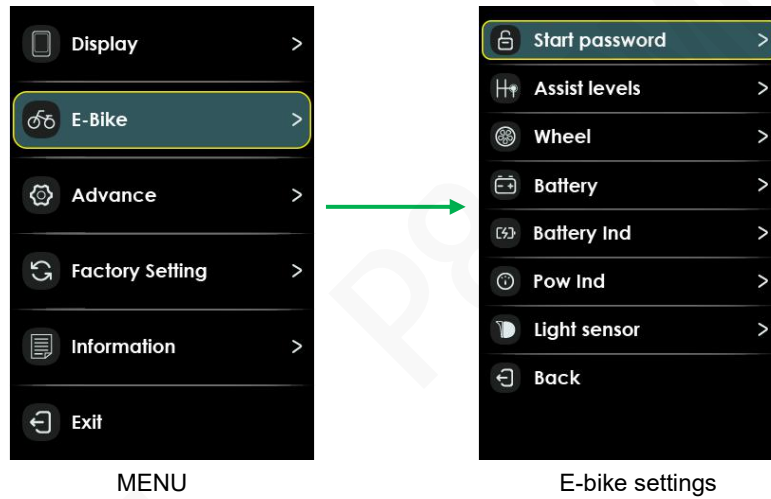 Display >
E-Bike >
Advance >
Factory Setting >
Information >
Exit
MENU
Start password >
Assist levels >
Wheel >
Battery >
Battery Ind >
Pow Ind >
Light sensor >
Back
E-bike settings